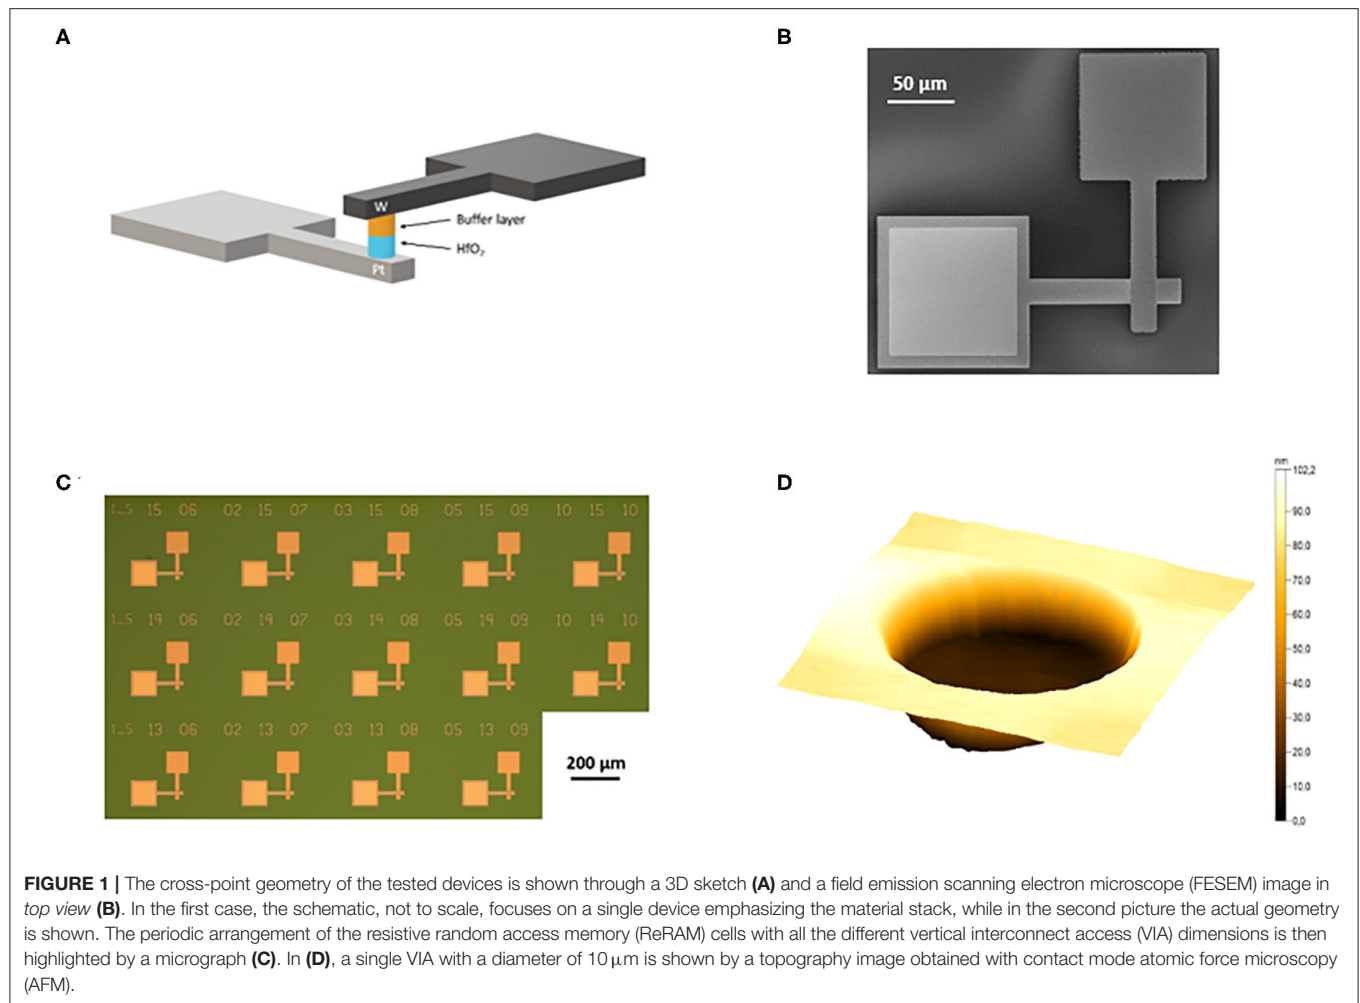 A
B
50 µm
W
Buffer layer
HfO₂
Pt
C
D
1_5 15 06 02 15 07 03 15 08 05 15 09 10 15 10
1_5 19 06 02 19 07 03 19 08 05 19 09 10 19 10
1_5 13 06 02 13 07 03 13 08 05 13 09
200 µm
nm
102,2
90,0
80,0
70,0
60,0
50,0
40,0
30,0
20,0
10,0
0,0
FIGURE 1 | The cross-point geometry of the tested devices is shown through a 3D sketch (A) and a field emission scanning electron microscope (FESEM) image in
top view (B). In the first case, the schematic, not to scale, focuses on a single device emphasizing the material stack, while in the second picture the actual geometry
is shown. The periodic arrangement of the resistive random access memory (ReRAM) cells with all the different vertical interconnect access (VIA) dimensions is then
highlighted by a micrograph (C). In (D), a single VIA with a diameter of 10 µm is shown by a topography image obtained with contact mode atomic force microscopy
(AFM).